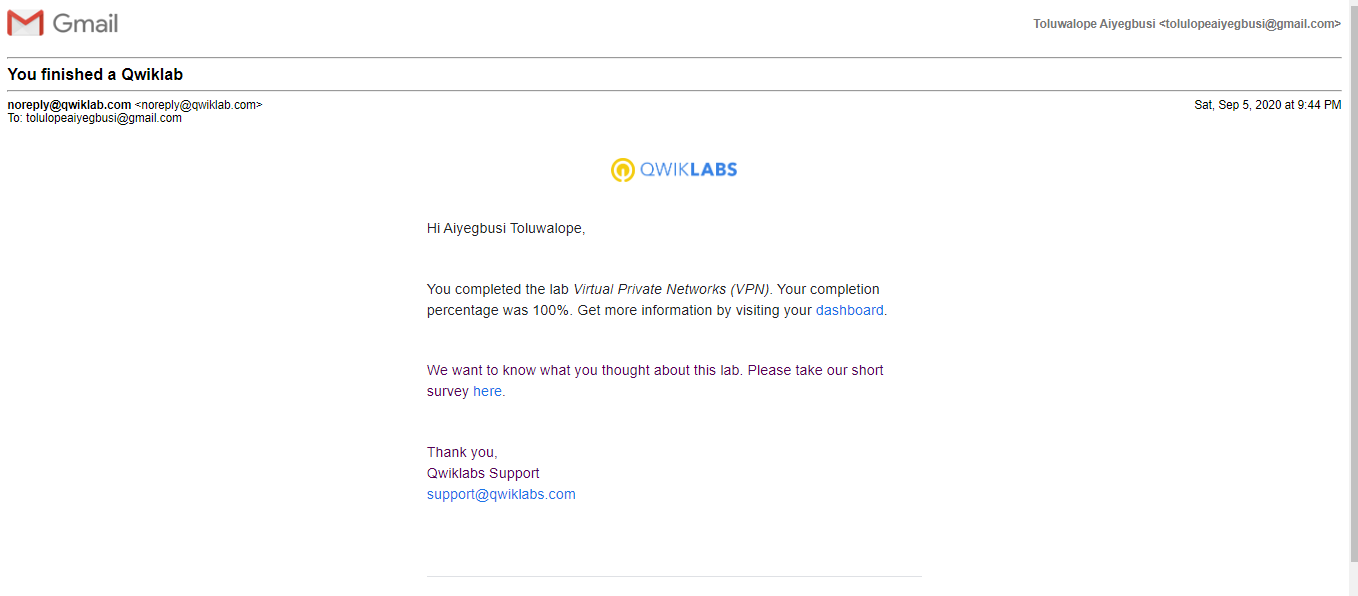 Gmail
Toluwalope Aiyegbusi <tolulopeaiyegbusi@gmail.com>
You finished a Qwiklab
noreply@qwiklab.com <noreply@qwiklab.com>
Sat, Sep 5, 2020 at 9:44 PM
To: tolulopeaiyegbusi@gmail.com
QWIKLABS
Hi Aiyegbusi Toluwalope,
You completed the lab Virtual Private Networks (VPN). Your completion
percentage was 100%. Get more information by visiting your dashboard.
We want to know what you thought about this lab. Please take our short
survey here.
Thank you,
Qwiklabs Support
support@qwiklabs.com